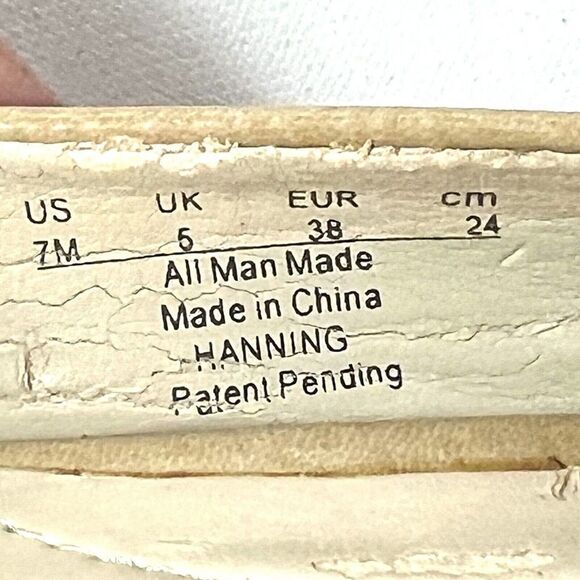 US UK EUR cm
7M 5 38 24
All Man Made
Made in China
HANNING
Patent Pending